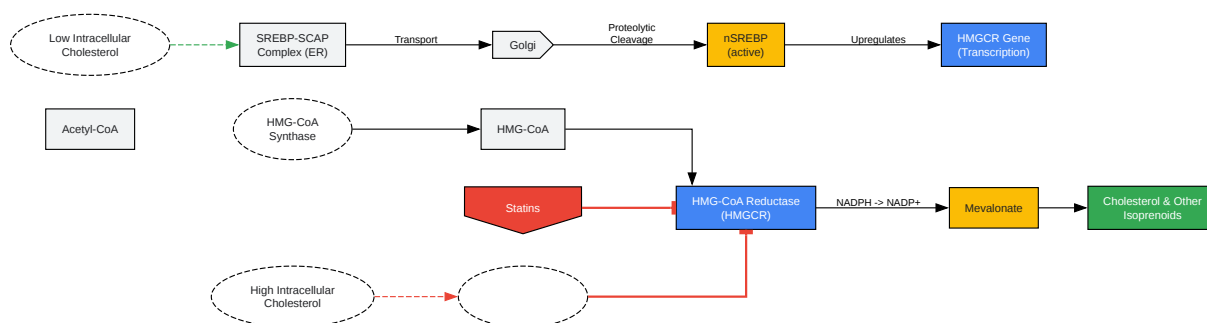 Low Intracellular
Cholesterol
SREBP-SCAP
Complex (ER)
Transport
Golgi
Proteolytic
Cleavage
nSREBP
(active)
Upregulates
HMGCR Gene
(Transcription)
Acetyl-CoA
HMG-CoA
Synthase
HMG-CoA
Statins
HMG-CoA Reductase
(HMGCR)
NADPH -> NADP+
Mevalonate
Cholesterol & Other
Isoprenoids
High Intracellular
Cholesterol